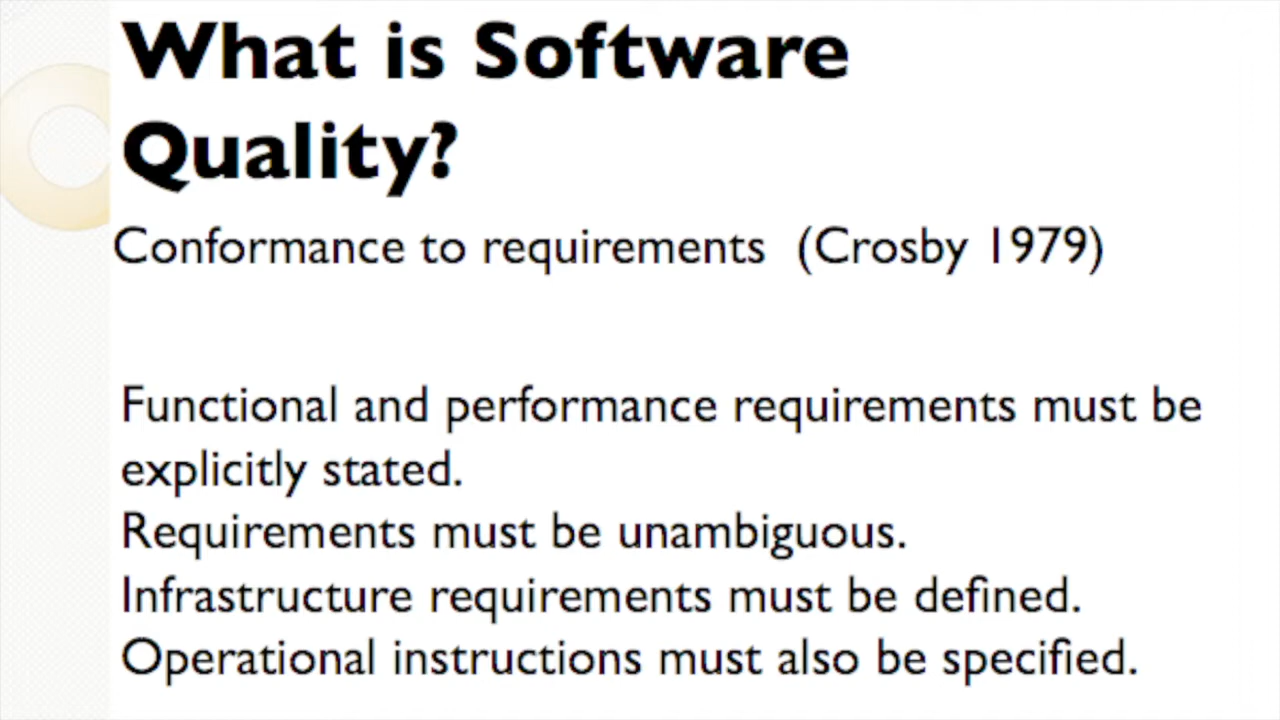 What is Software
Quality?
Conformance to requirements (Crosby 1979)
Functional and performance requirements must be
explicitly stated.
Requirements must be unambiguous.
Infrastructure requirements must be defined.
Operational instructions must also be specified.